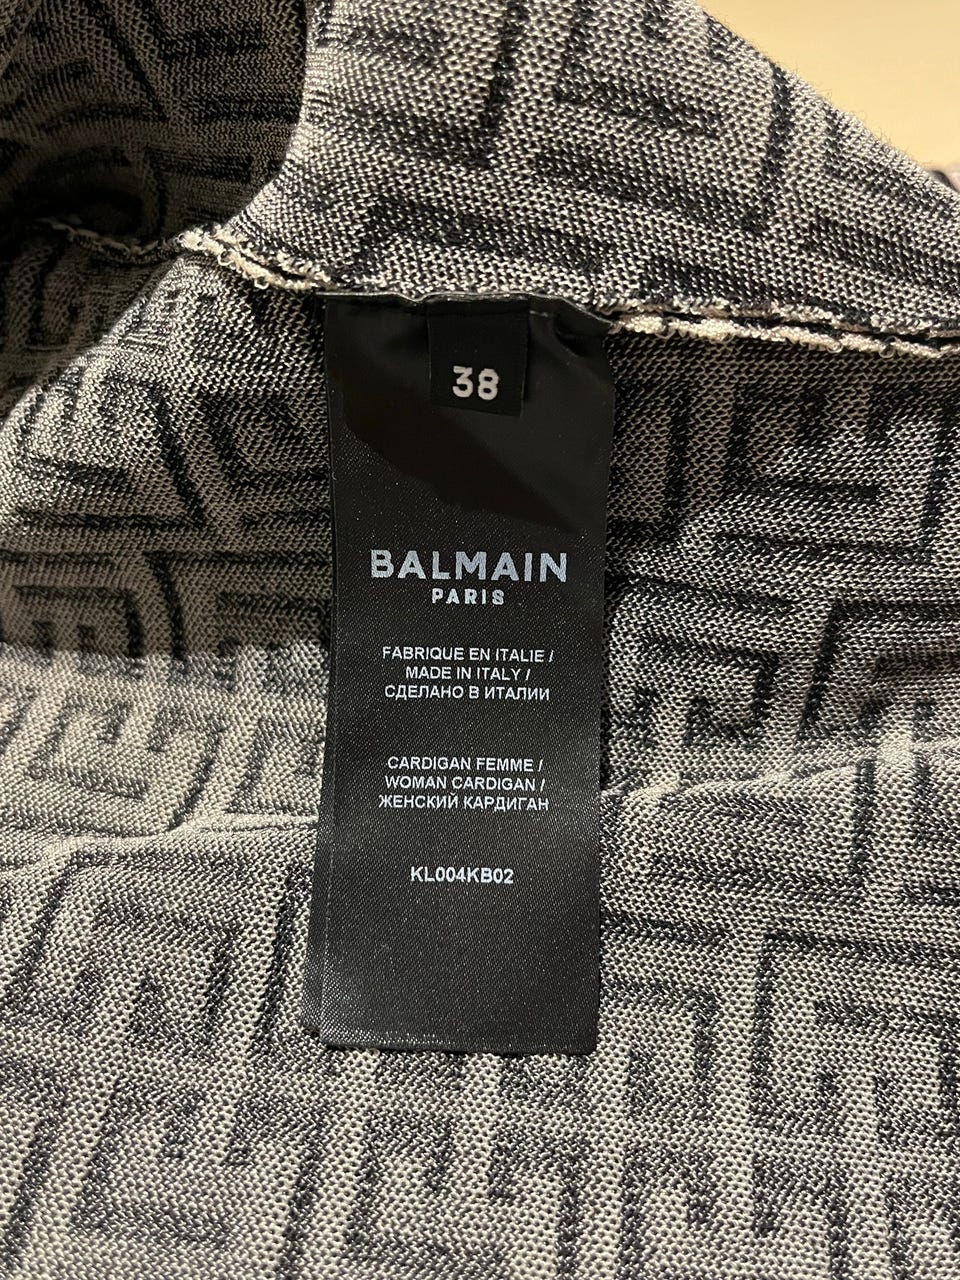 38
BALMAIN
PARIS
FABRIQUE EN ITALIE /
MADE IN ITALY /
СДЕЛАНО В ИТАЛИИ
CARDIGAN FEMME /
WOMAN CARDIGAN /
ЖЕНСКИЙ КАРДИГАН
KL004KB02